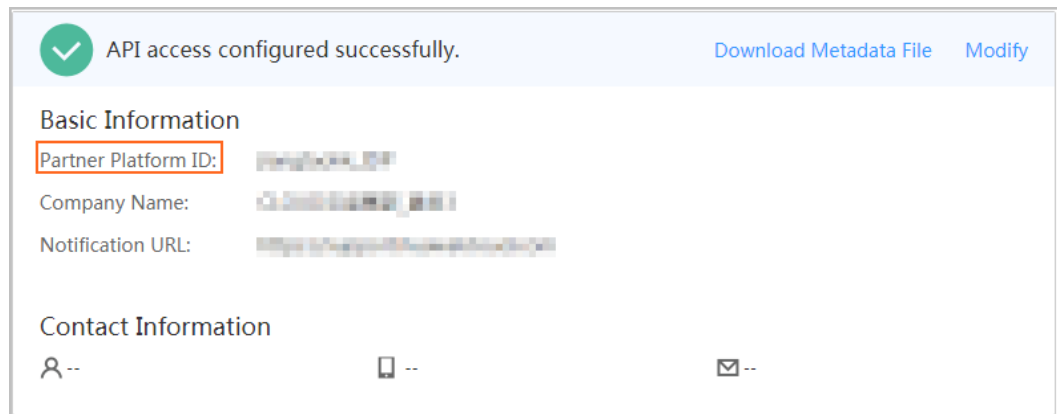 API access configured successfully. Download Metadata File Modify
Basic Information
Partner Platform ID:
Company Name:
Notification URL:
Contact Information
-- -- --